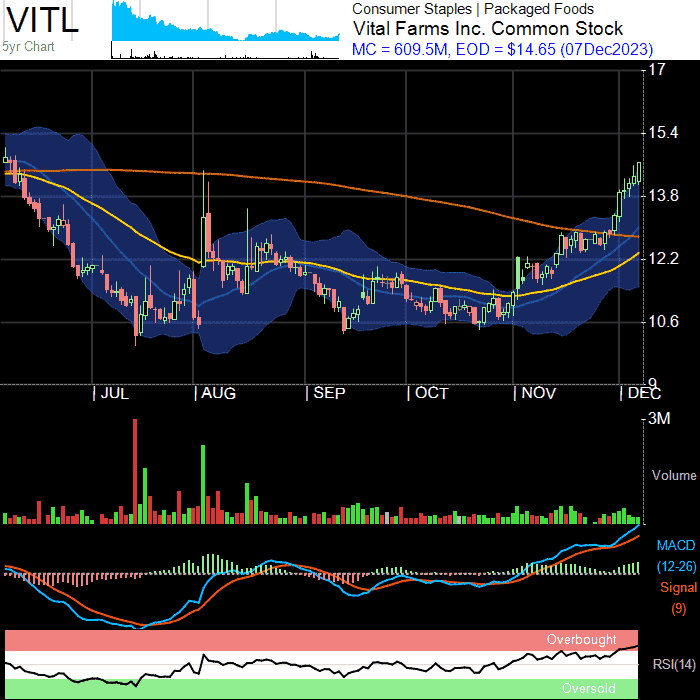 VITL
5yr Chart
Consumer Staples | Packaged Foods
Vital Farms Inc. Common Stock
MC = 609.5M, EOD = $14.65 (07Dec2023)
17
15.4
13.8
12.2
10.6
9
| JUL | AUG | SEP | OCT | NOV | DEC
3M
Volume
MACD
(12-26)
Signal
(9)
Overbought
RSI(14)
Oversold